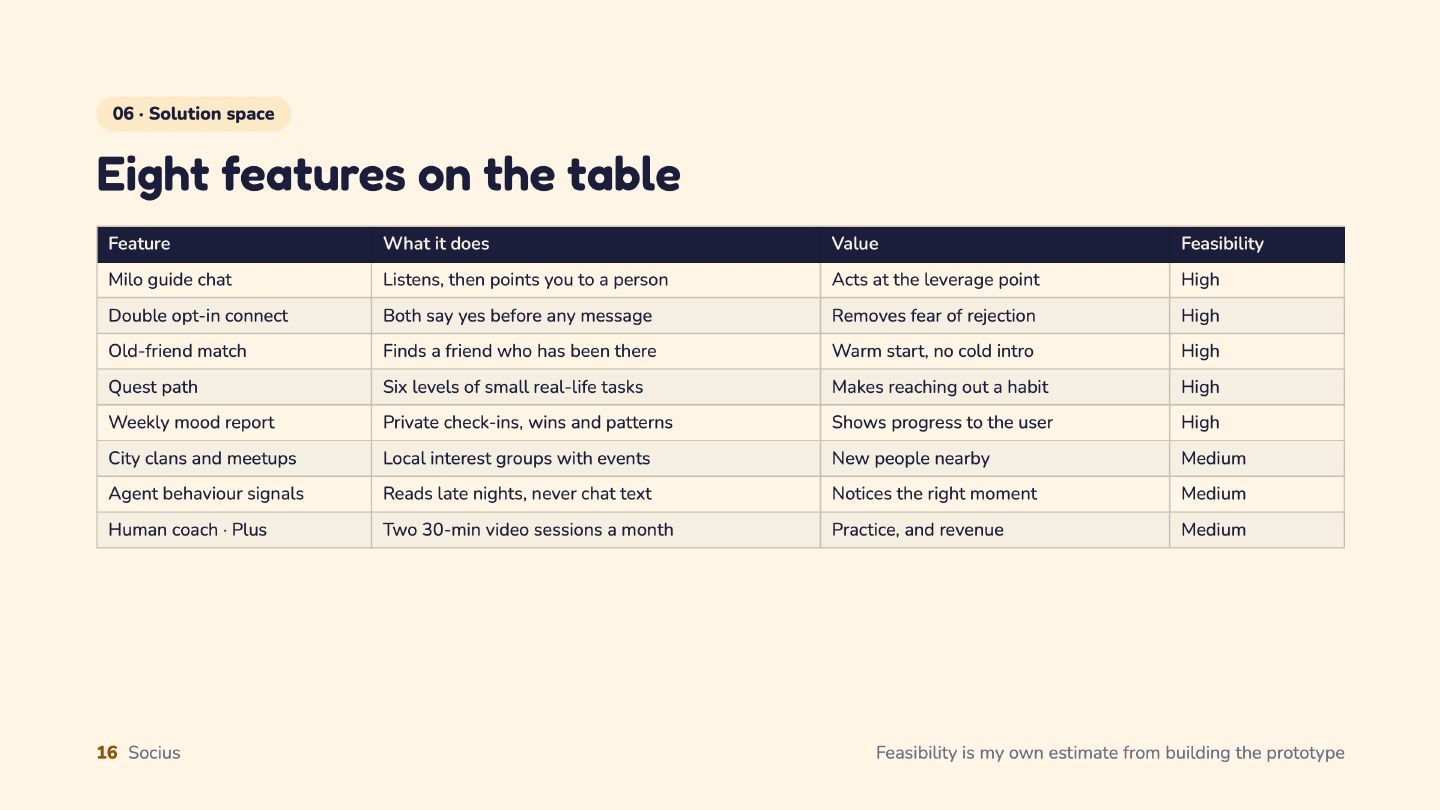 06 · Solution space
Eight features on the table
Feature What it does Value Feasibility
Milo guide chat Listens, then points you to a person Acts at the leverage point High
Double opt-in connect Both say yes before any message Removes fear of rejection High
Old-friend match Finds a friend who has been there Warm start, no cold intro High
Quest path Six levels of small real-life tasks Makes reaching out a habit High
Weekly mood report Private check-ins, wins and patterns Shows progress to the user High
City clans and meetups Local interest groups with events New people nearby Medium
Agent behaviour signals Reads late nights, never chat text Notices the right moment Medium
Human coach · Plus Two 30-min video sessions a month Practice, and revenue Medium
16 Socius Feasibility is my own estimate from building the prototype